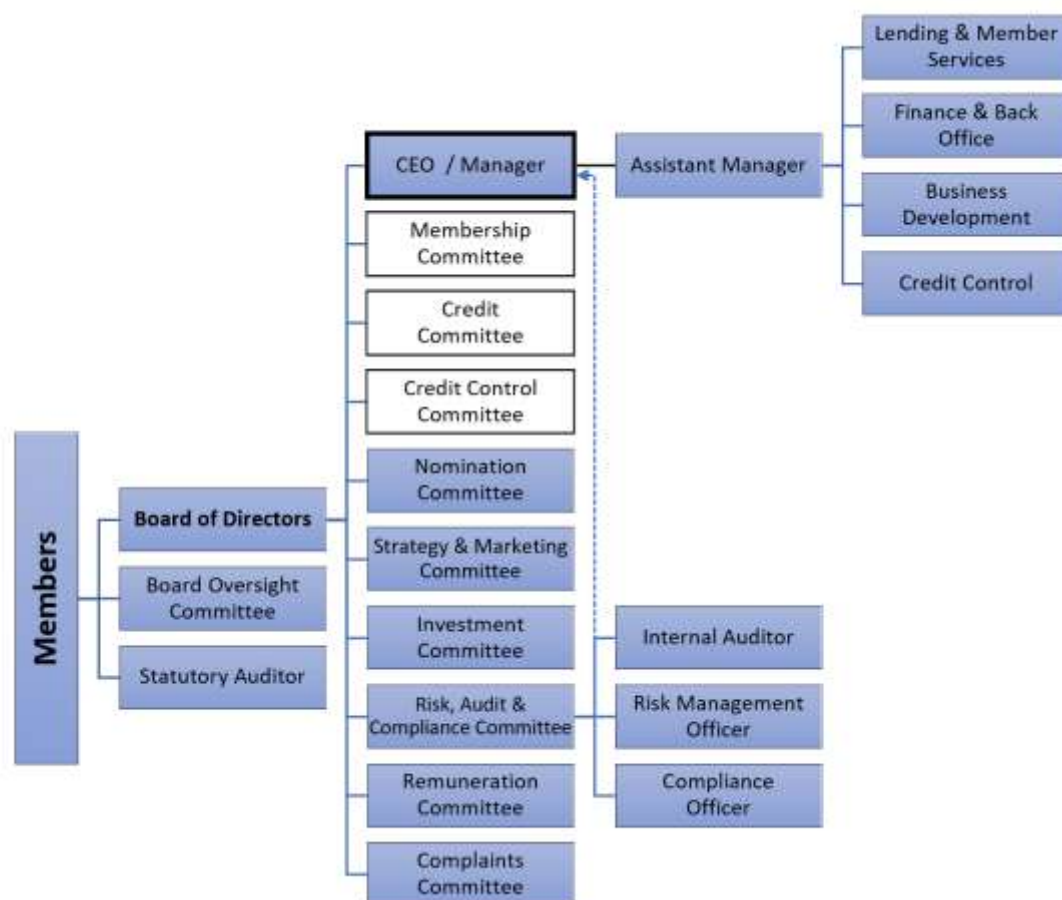 Members
Board of Directors
Board Oversight
Committee
Statutory Auditor
CEO / Manager
Membership
Committee
Credit
Committee
Credit Control
Committee
Nomination
Committee
Strategy & Marketing
Committee
Investment
Committee
Risk, Audit &
Compliance Committee
Remuneration
Committee
Complaints
Committee
Assistant Manager
Internal Auditor
Risk Management
Officer
Compliance
Officer
Lending & Member
Services
Finance & Back
Office
Business
Development
Credit Control